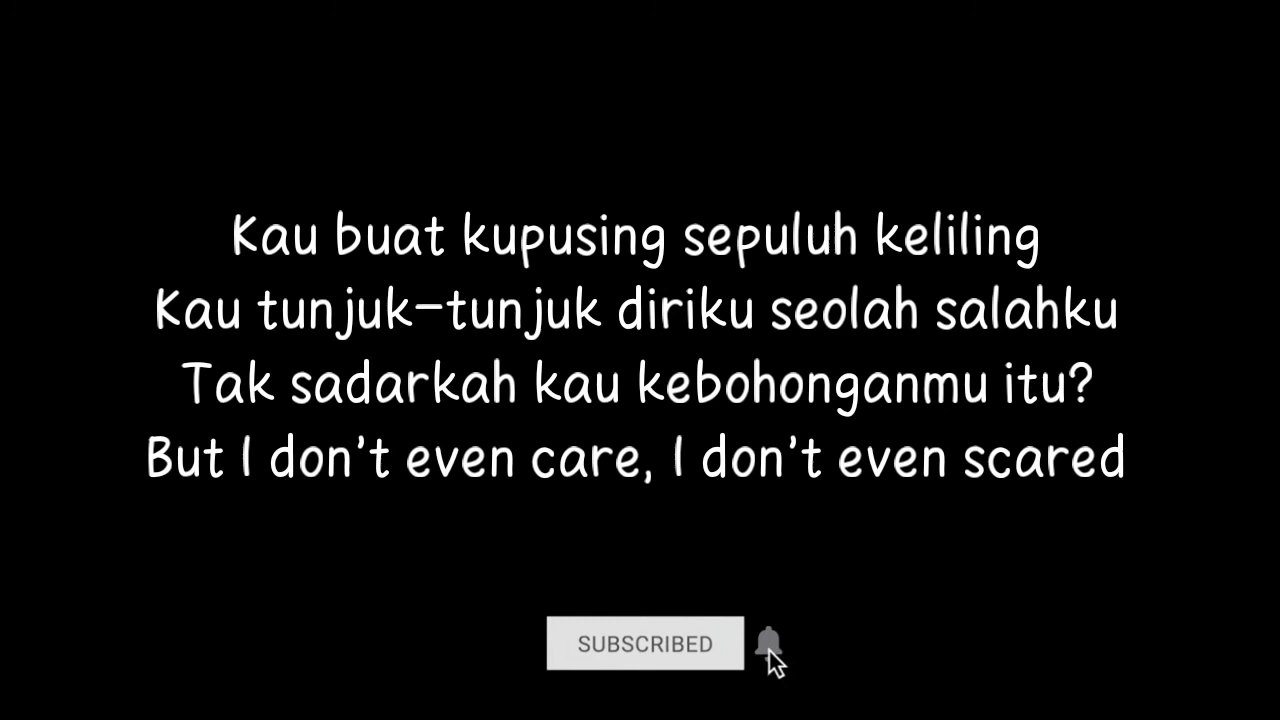 Kau buat kupusing sepuluh keliling
Kau tunjuk-tunjuk diriku seolah salahku
Tak sadarkah kau kebohonganmu itu?
But I don't even care, I don't even scared
SUBSCRIBED